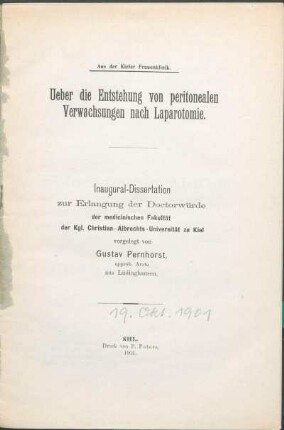 Aus der Kieler Frauenklinik.
Ueber die Entstehung von peritonealen
Verwachsungen nach Laparotomie.
Inaugural-Dissertation
zur Erlangung der Doctorwürde
der medicinischen Fakultät
der Kgl. Christian-Albrechts-Universität zu Kiel
vorgelegt von
Gustav Pernhorst.
approb. Arzt
aus Lüdinghausen.
19. Okt. 1901
KIEL.
Druck von P. Peters,
1901.